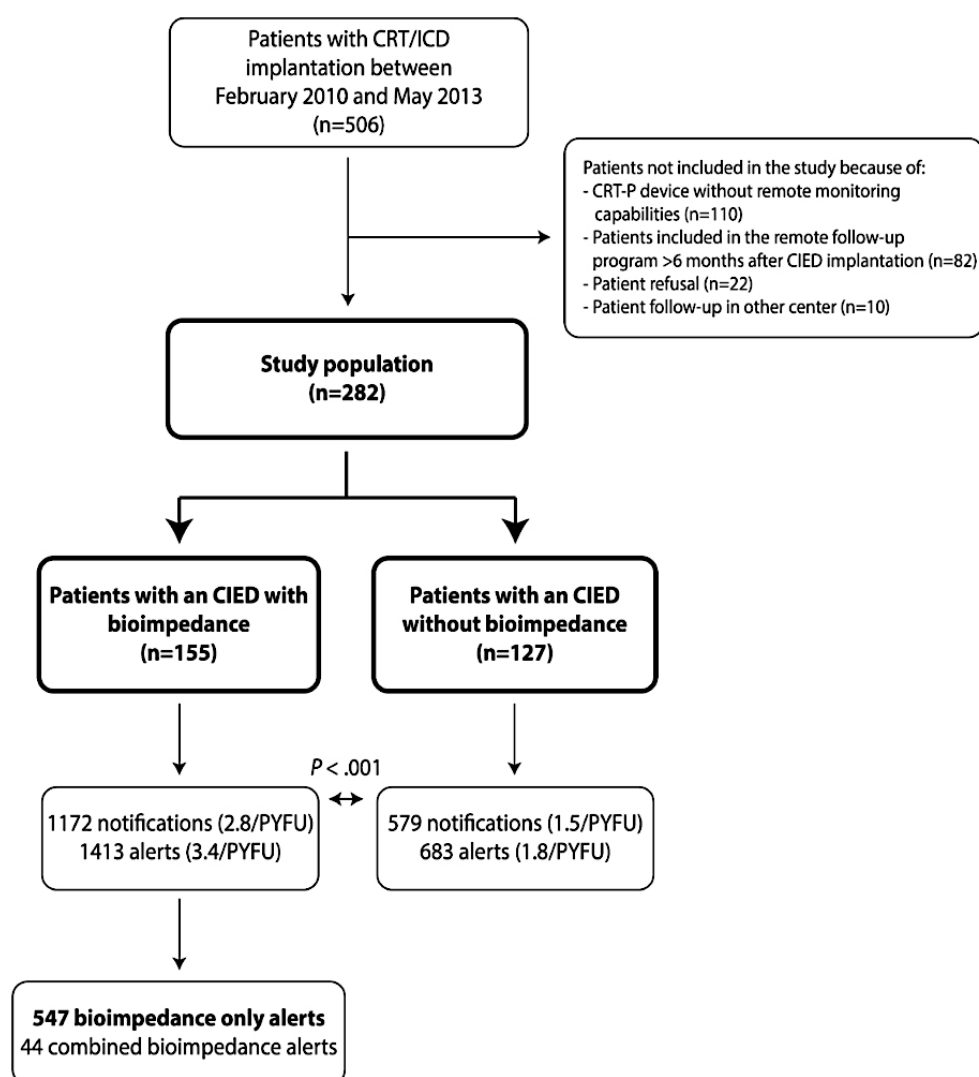 Patients with CRT/ICD
implantation between
February 2010 and May 2013
(n=506)
Patients not included in the study because of:
- CRT-P device without remote monitoring
capabilities (n=110)
- Patients included in the remote follow-up
program >6 months after CIED implantation (n=82)
- Patient refusal (n=22)
- Patient follow-up in other center (n=10)
Study population
(n=282)
Patients with an CIED with
bioimpedance
(n=155)
Patients with an CIED
without bioimpedance
(n=127)
P < .001
1172 notifications (2.8/PYFU)
1413 alerts (3.4/PYFU)
579 notifications (1.5/PYFU)
683 alerts (1.8/PYFU)
547 bioimpedance only alerts
44 combined bioimpedance alerts